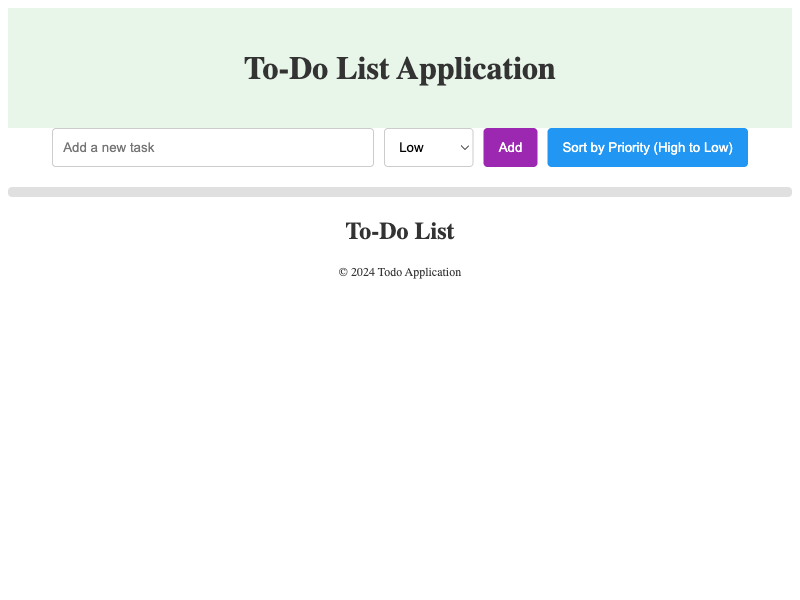 To-Do List Application
Add a new task Low Add Sort by Priority (High to Low)
To-Do List
© 2024 Todo Application